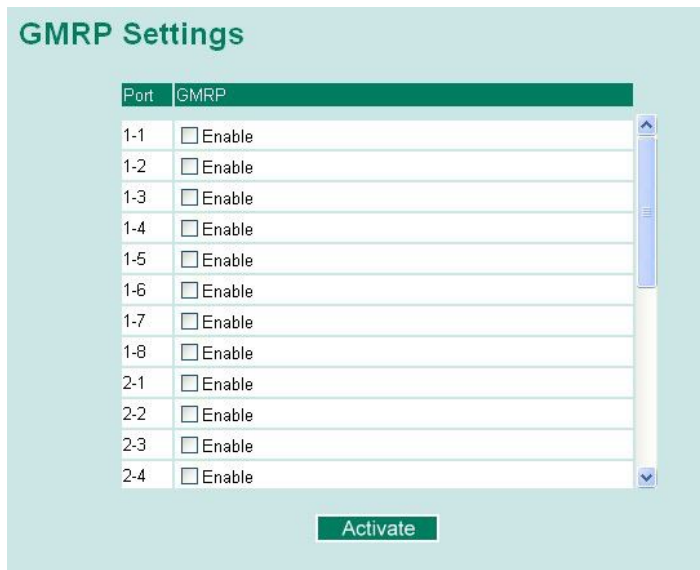 GMRP Settings
Port GMRP
1-1 Enable
1-2 Enable
1-3 Enable
1-4 Enable
1-5 Enable
1-6 Enable
1-7 Enable
1-8 Enable
2-1 Enable
2-2 Enable
2-3 Enable
2-4 Enable
Activate